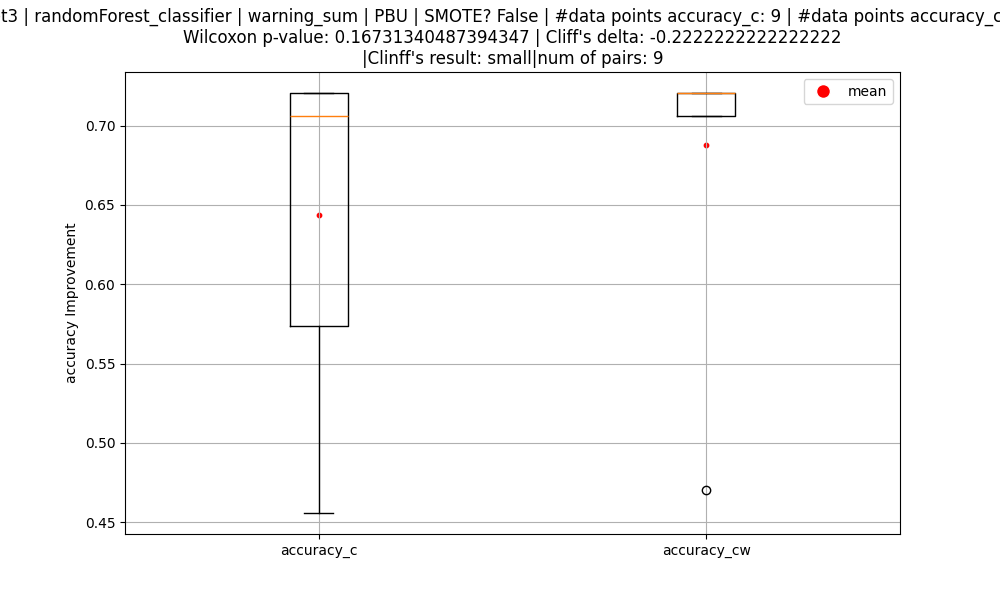 t3 | randomForest_classifier | warning_sum | PBU | SMOTE? False | #data points accuracy_c: 9 | #data points accuracy_c
Wilcoxon p-value: 0.16731340487394347 | Cliff's delta: -0.2222222222222222
|Clinff's result: small|num of pairs: 9
mean
0.70
0.65
0.60
0.55
0.50
0.45
accuracy Improvement
accuracy_c
accuracy_cw